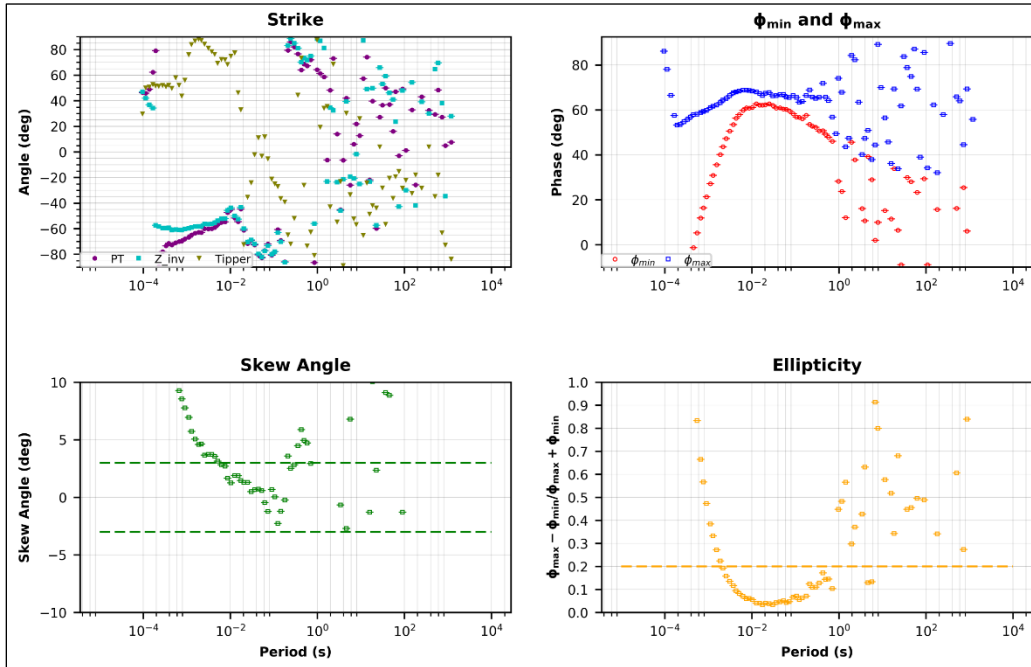 Strike
Angle (deg)
80
60
40
20
0
−20
−40
−60
−80
PT Z_inv Tipper
10⁻⁴ 10⁻² 10⁰ 10² 10⁴
ϕmin and ϕmax
Phase (deg)
80
60
40
20
0
ϕmin ϕmax
10⁻⁴ 10⁻² 10⁰ 10² 10⁴
Skew Angle
Skew Angle (deg)
10
5
0
−5
−10
10⁻⁴ 10⁻² 10⁰ 10² 10⁴
Period (s)
Ellipticity
ϕmax − ϕmin/ϕmax + ϕmin
1.0
0.9
0.8
0.7
0.6
0.5
0.4
0.3
0.2
0.1
0.0
10⁻⁴ 10⁻² 10⁰ 10² 10⁴
Period (s)